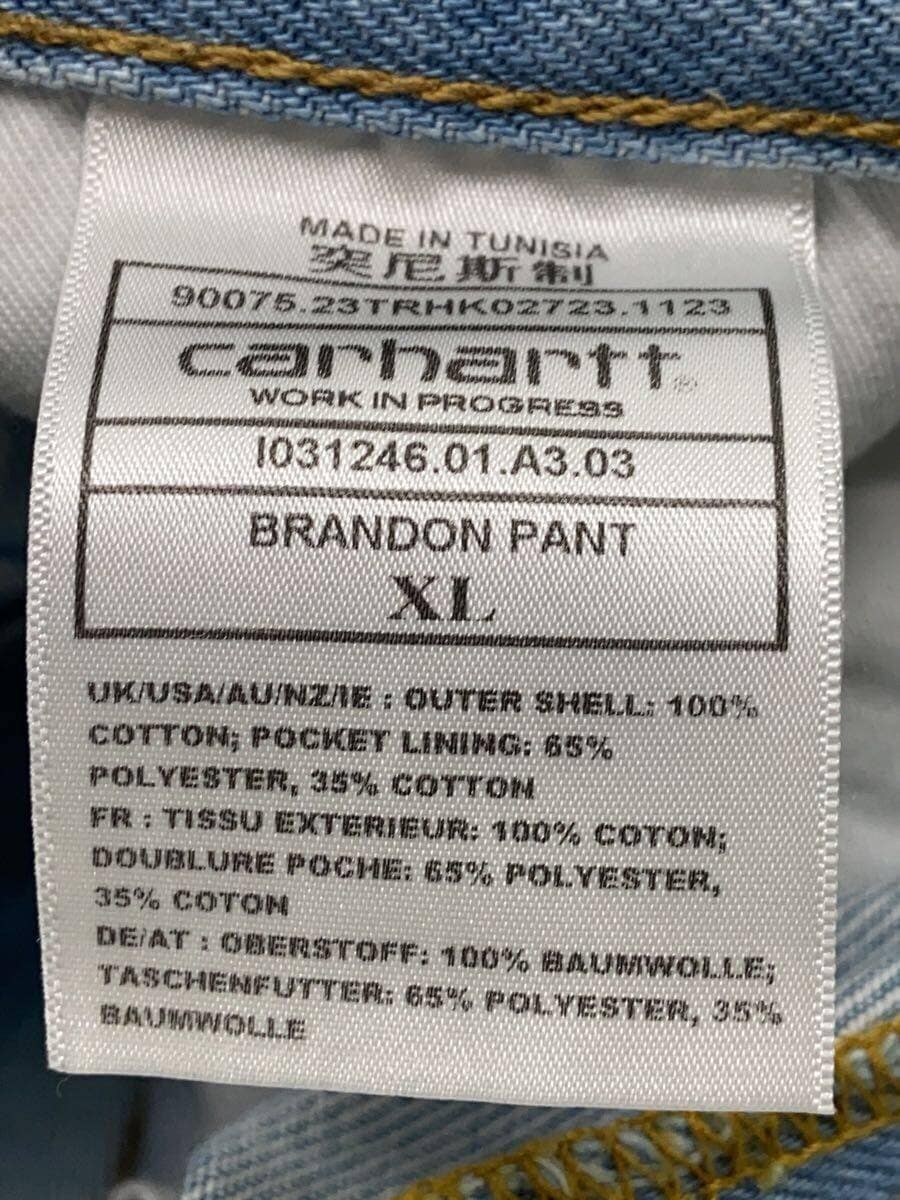 MADE IN TUNISIA
突尼斯制
90075.23TRHK02723.1123
carhartt®
WORK IN PROGRESS
I031246.01.A3.03
BRANDON PANT
XL
UK/USA/AU/NZ/IE : OUTER SHELL: 100%
COTTON; POCKET LINING: 65%
POLYESTER, 35% COTTON
FR : TISSU EXTERIEUR: 100% COTON;
DOUBLURE POCHE: 65% POLYESTER,
35% COTON
DE/AT : OBERSTOFF: 100% BAUMWOLLE;
TASCHENFUTTER: 65% POLYESTER, 35%
BAUMWOLLE